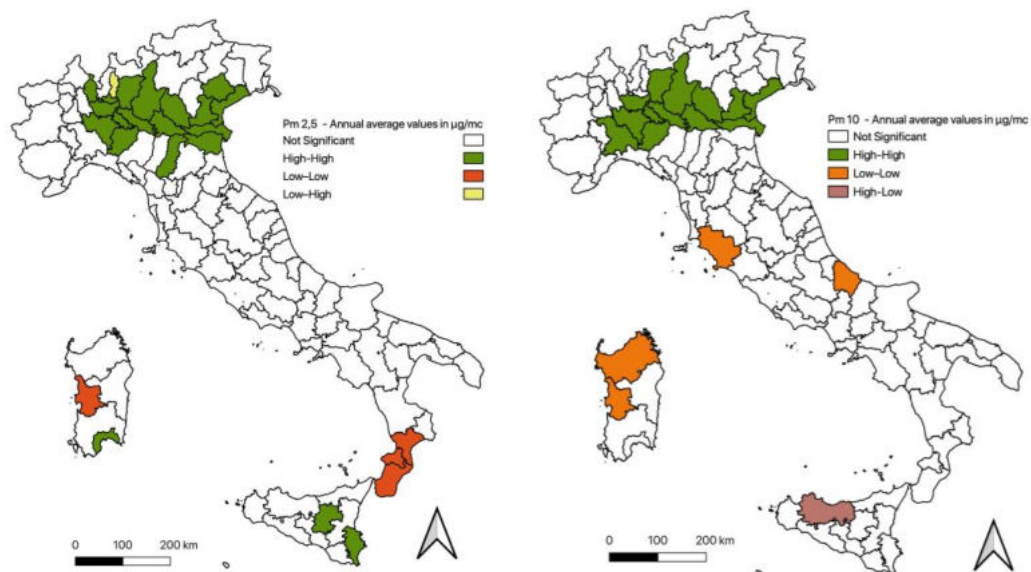 Pm 2,5 - Annual average values in µg/mc
Not Significant
High-High
Low-Low
Low-High
0 100 200 km
Pm 10 - Annual average values in µg/mc
Not Significant
High-High
Low-Low
High-Low
0 100 200 km